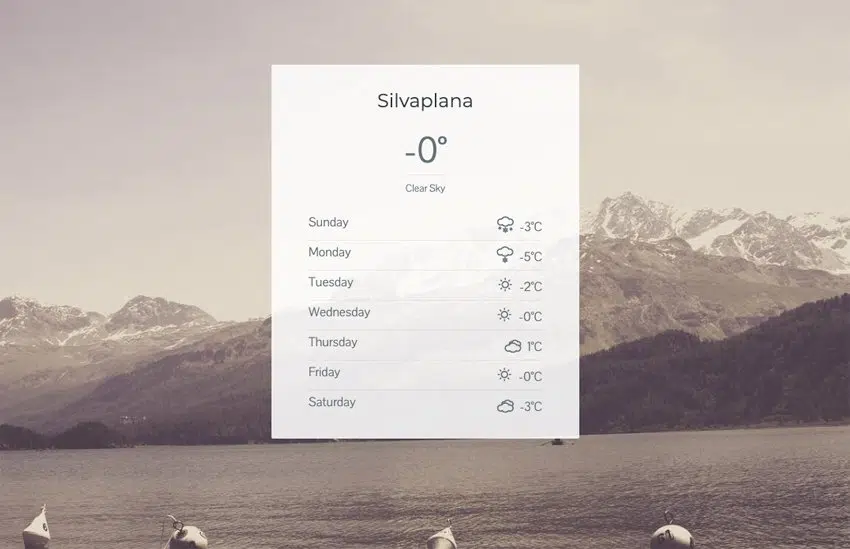 Silvaplana
-0°
Clear Sky
Sunday -3°C
Monday -5°C
Tuesday -2°C
Wednesday -0°C
Thursday 1°C
Friday -0°C
Saturday -3°C